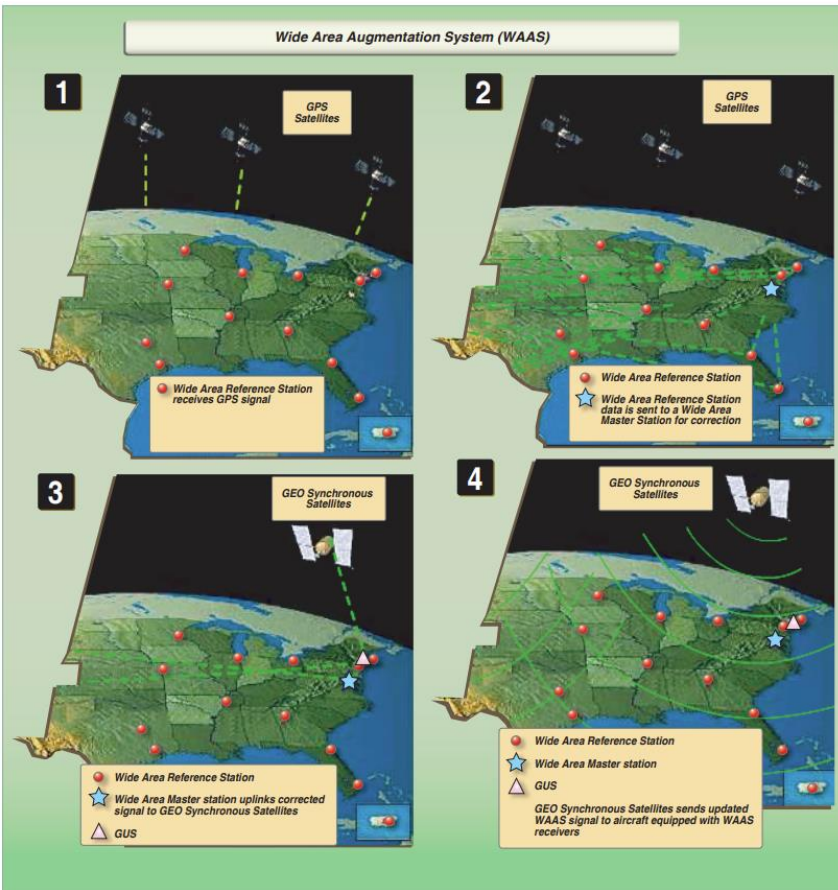 Wide Area Augmentation System (WAAS)
1
GPS
Satellites
Wide Area Reference Station
receives GPS signal
2
GPS
Satellites
Wide Area Reference Station
Wide Area Reference Station
data is sent to a Wide Area
Master Station for correction
3
GEO Synchronous
Satellites
Wide Area Reference Station
Wide Area Master station uplinks corrected
signal to GEO Synchronous Satellites
GUS
4
GEO Synchronous
Satellites
Wide Area Reference Station
Wide Area Master station
GUS
GEO Synchronous Satellites sends updated
WAAS signal to aircraft equipped with WAAS
receivers